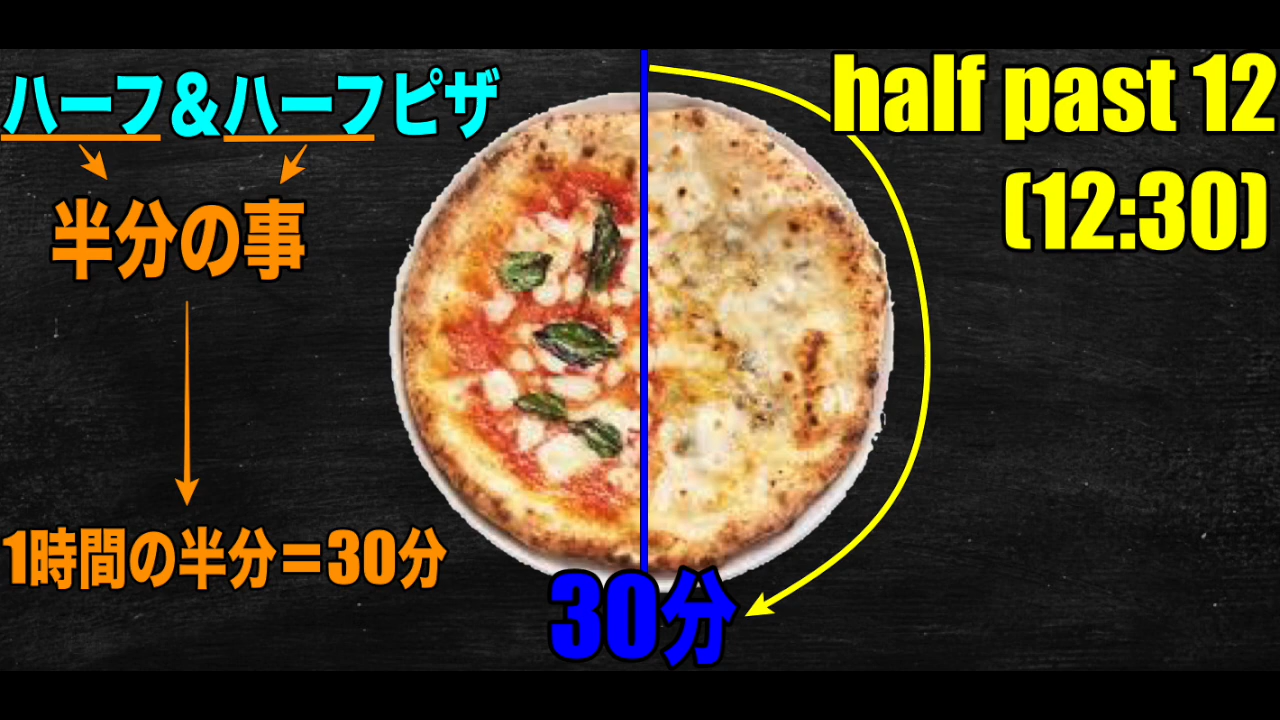 ハーフ&ハーフピザ
半分の事
1時間の半分=30分
half past 12
(12:30)
30分